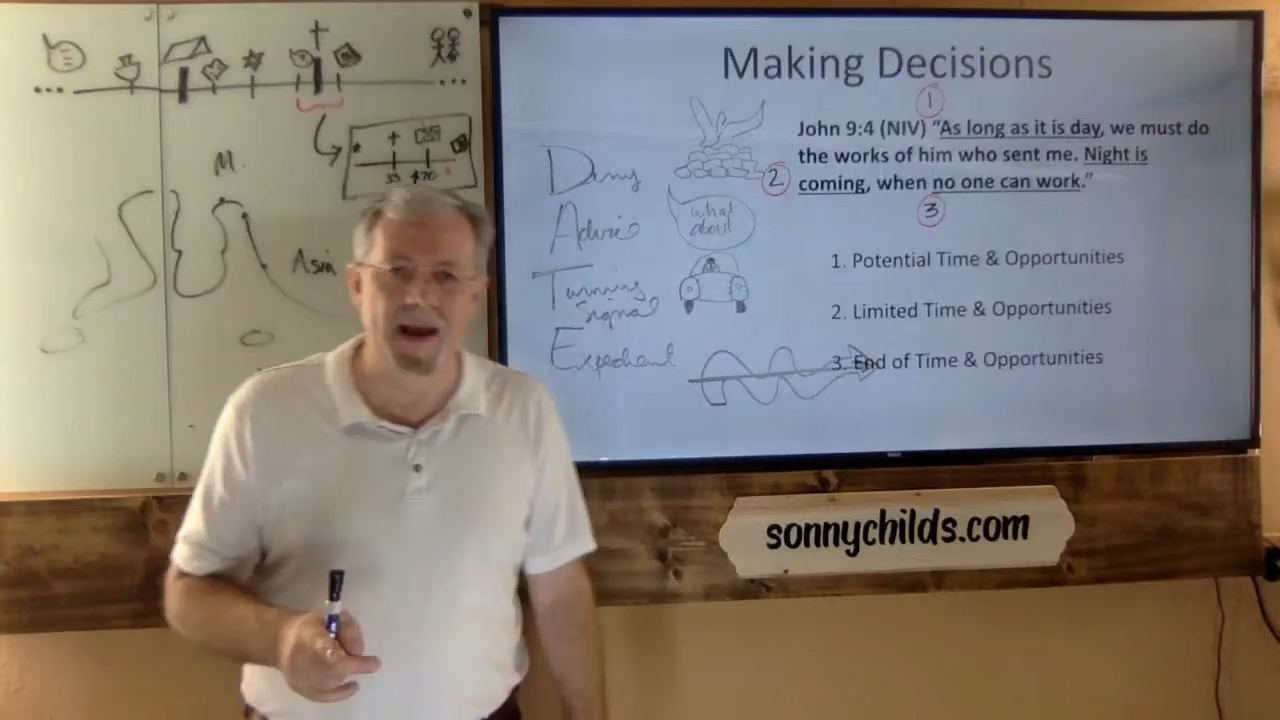 M.
Asia
33
Making Decisions
1
John 9:4 (NIV) “As long as it is day, we must do
the works of him who sent me. Night is
coming, when no one can work.”
2
3
Deny
Advice
what
about
Turning
Signal
Expedient
1. Potential Time & Opportunities
2. Limited Time & Opportunities
3. End of Time & Opportunities
sonnychilds.com